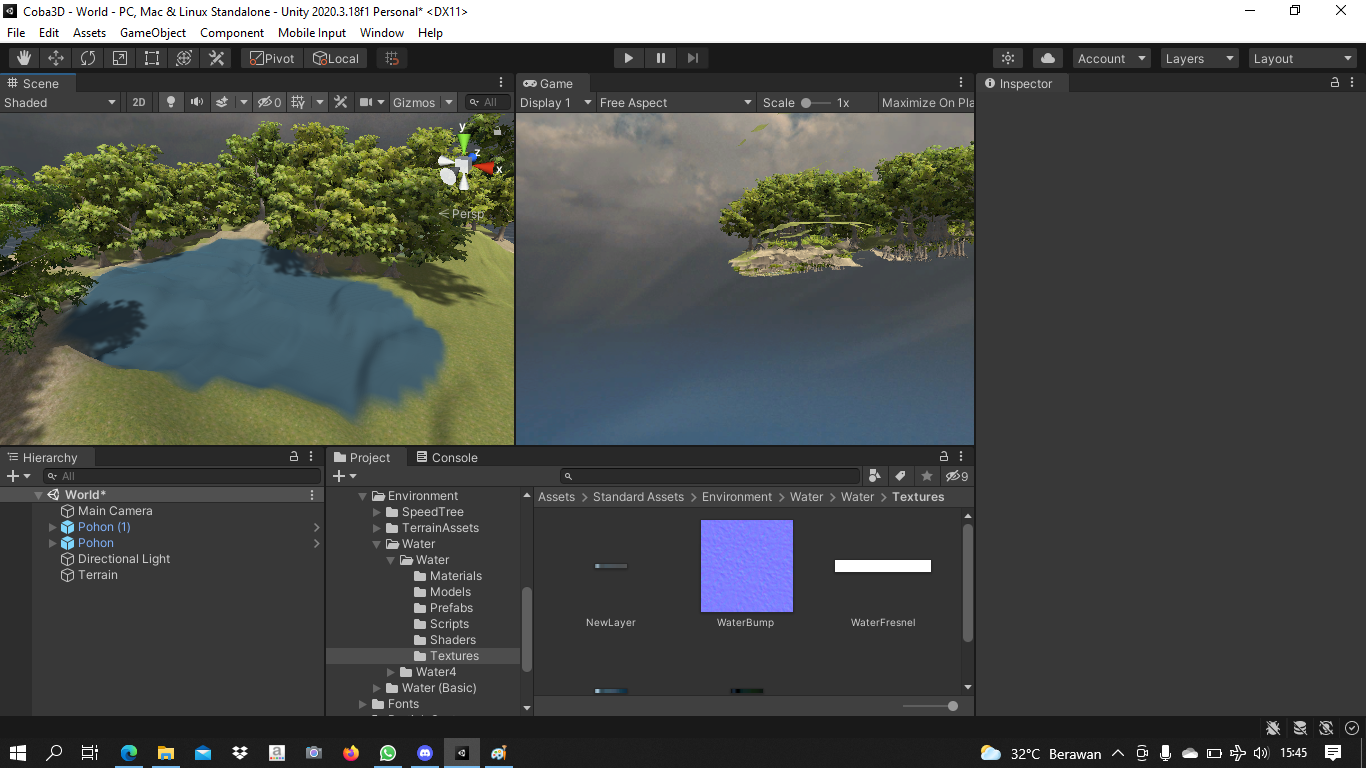 Coba3D - World - PC, Mac & Linux Standalone - Unity 2020.3.18f1 Personal* <DX11>
File Edit Assets GameObject Component Mobile Input Window Help
Pivot Local Account Layers Layout
Scene
Shaded 2D 0 Gizmos All
y
z
x
Persp
Game
Display 1 Free Aspect Scale 1x Maximize On Pla
Inspector
Hierarchy
All
World*
Main Camera
Pohon (1)
Pohon
Directional Light
Terrain
Project Console
9
Environment
SpeedTree
TerrainAssets
Water
Water
Materials
Models
Prefabs
Scripts
Shaders
Textures
Water4
Water (Basic)
Fonts
Assets > Standard Assets > Environment > Water > Water > Textures
NewLayer WaterBump WaterFresnel
32°C Berawan 15:45